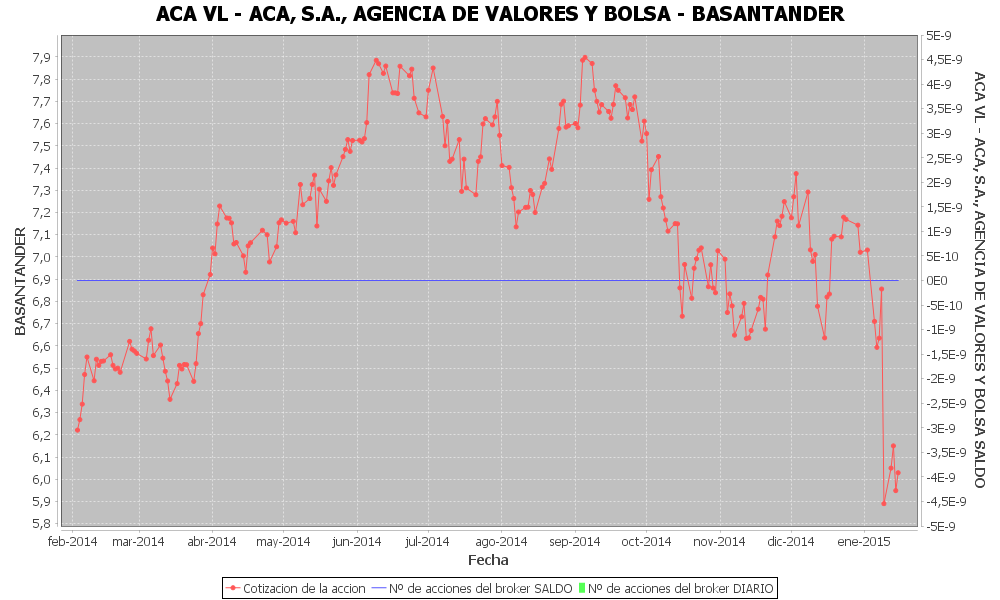 ACA VL - ACA, S.A., AGENCIA DE VALORES Y BOLSA - BASANTANDER
BASANTANDER
7,9
7,8
7,7
7,6
7,5
7,4
7,3
7,2
7,1
7,0
6,9
6,8
6,7
6,6
6,5
6,4
6,3
6,2
6,1
6,0
5,9
5,8
5E-9
4,5E-9
4E-9
3,5E-9
3E-9
2,5E-9
2E-9
1,5E-9
1E-9
5E-10
0E0
-5E-10
-1E-9
-1,5E-9
-2E-9
-2,5E-9
-3E-9
-3,5E-9
-4E-9
-4,5E-9
-5E-9
ACA VL - ACA, S.A., AGENCIA DE VALORES Y BOLSA SALDO
feb-2014 mar-2014 abr-2014 may-2014 jun-2014 jul-2014 ago-2014 sep-2014 oct-2014 nov-2014 dic-2014 ene-2015
Fecha
Cotizacion de la accion Nº de acciones del broker SALDO Nº de acciones del broker DIARIO